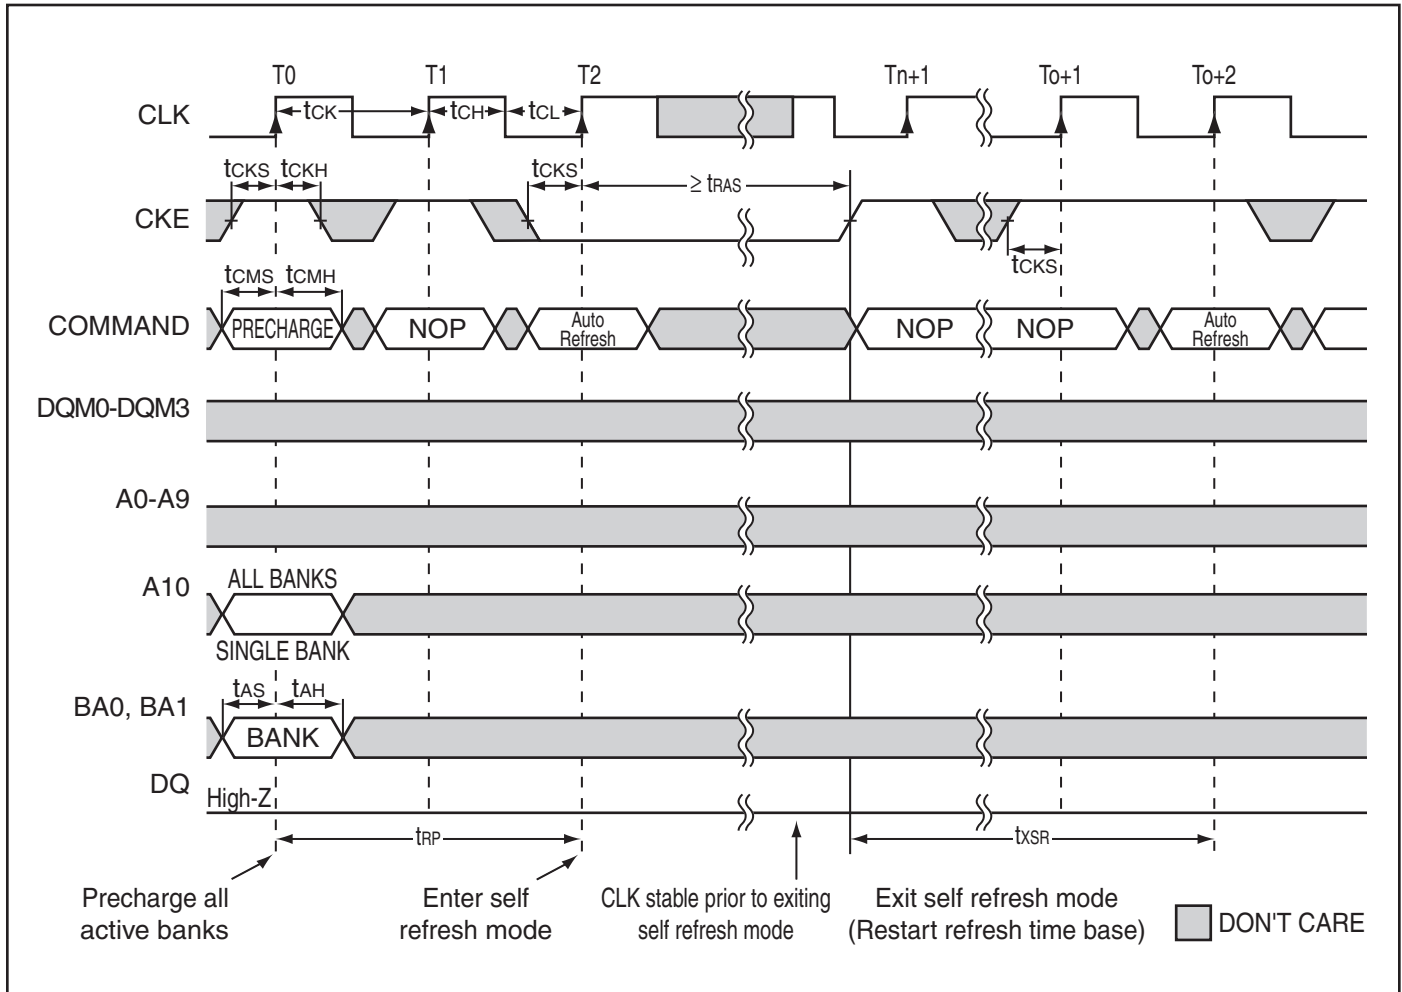 T0 T1 T2 Tn+1 To+1 To+2
CLK tCK tCH tCL
tCKS tCKH tCKS ≥ tRAS
CKE
tCKS
tCMS tCMH
COMMAND PRECHARGE NOP Auto Refresh NOP NOP Auto Refresh
DQM0-DQM3
A0-A9
A10 ALL BANKS
SINGLE BANK
tAS tAH
BA0, BA1 BANK
DQ
High-Z
tRP tXSR
Precharge all
active banks
Enter self
refresh mode
CLK stable prior to exiting
self refresh mode
Exit self refresh mode
(Restart refresh time base)
DON'T CARE